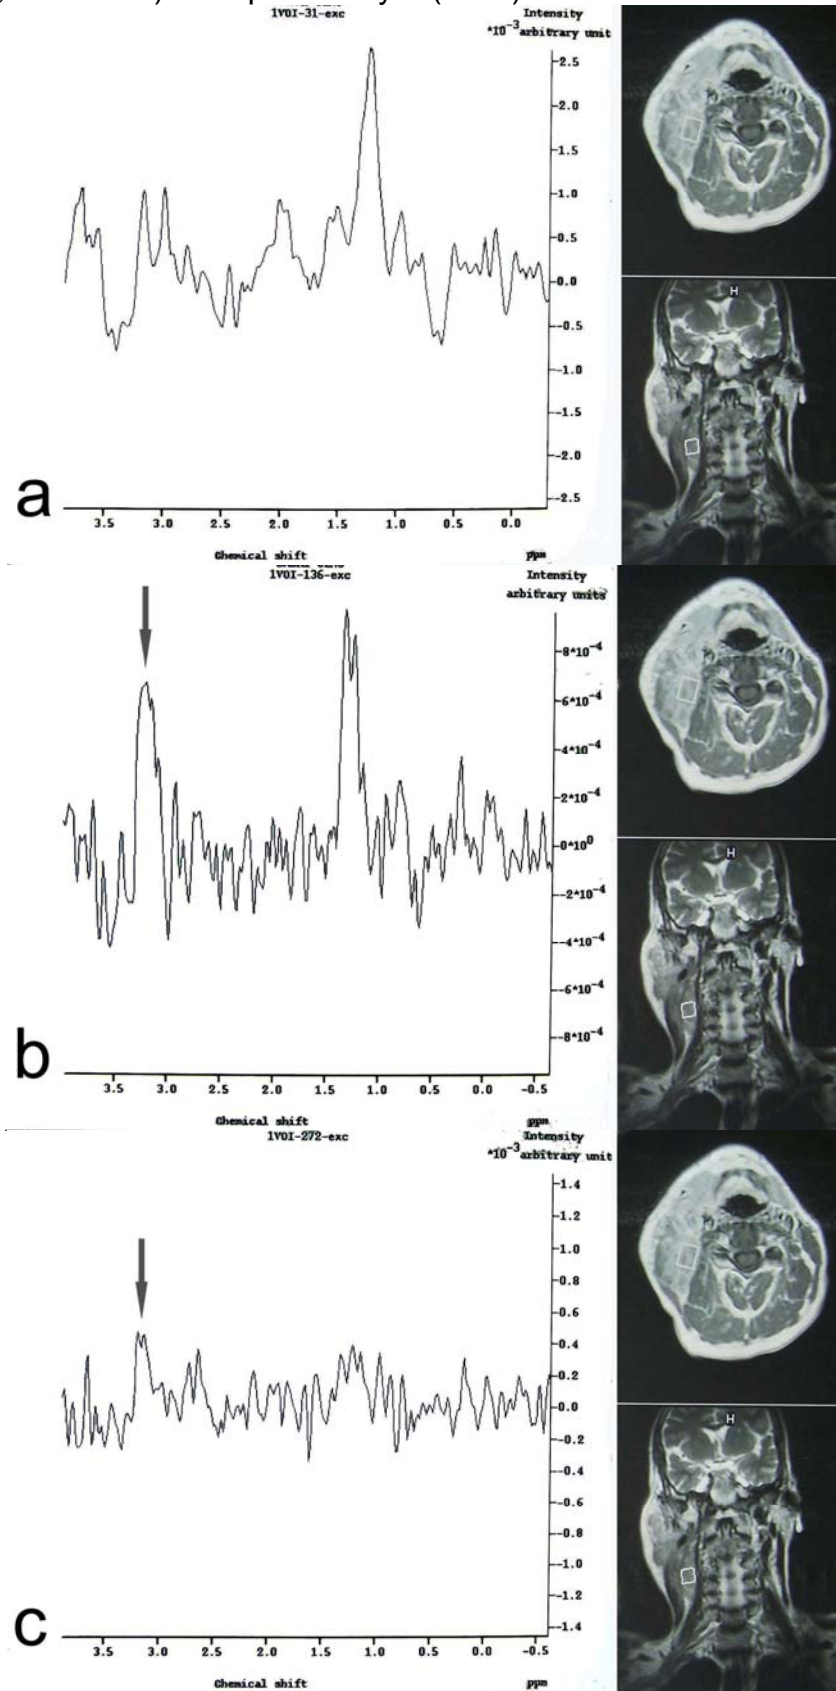 1VOI-31-exc
Intensity
*10-3 arbitrary unit
2.5
2.0
1.5
1.0
0.5
0.0
-0.5
-1.0
-1.5
-2.0
-2.5
a
3.5 3.0 2.5 2.0 1.5 1.0 0.5 0.0
Chemical shift ppm
H
1VOI-136-exc
Intensity
arbitrary units
8*10-4
6*10-4
4*10-4
2*10-4
0*100
-2*10-4
-4*10-4
-6*10-4
-8*10-4
b
3.5 3.0 2.5 2.0 1.5 1.0 0.5 0.0 -0.5
Chemical shift ppm
H
1VOI-272-exc
Intensity
*10-3 arbitrary unit
1.4
1.2
1.0
0.8
0.6
0.4
0.2
0.0
-0.2
-0.4
-0.6
-0.8
-1.0
-1.2
-1.4
c
3.5 3.0 2.5 2.0 1.5 1.0 0.5 0.0 -0.5
Chemical shift ppm
H